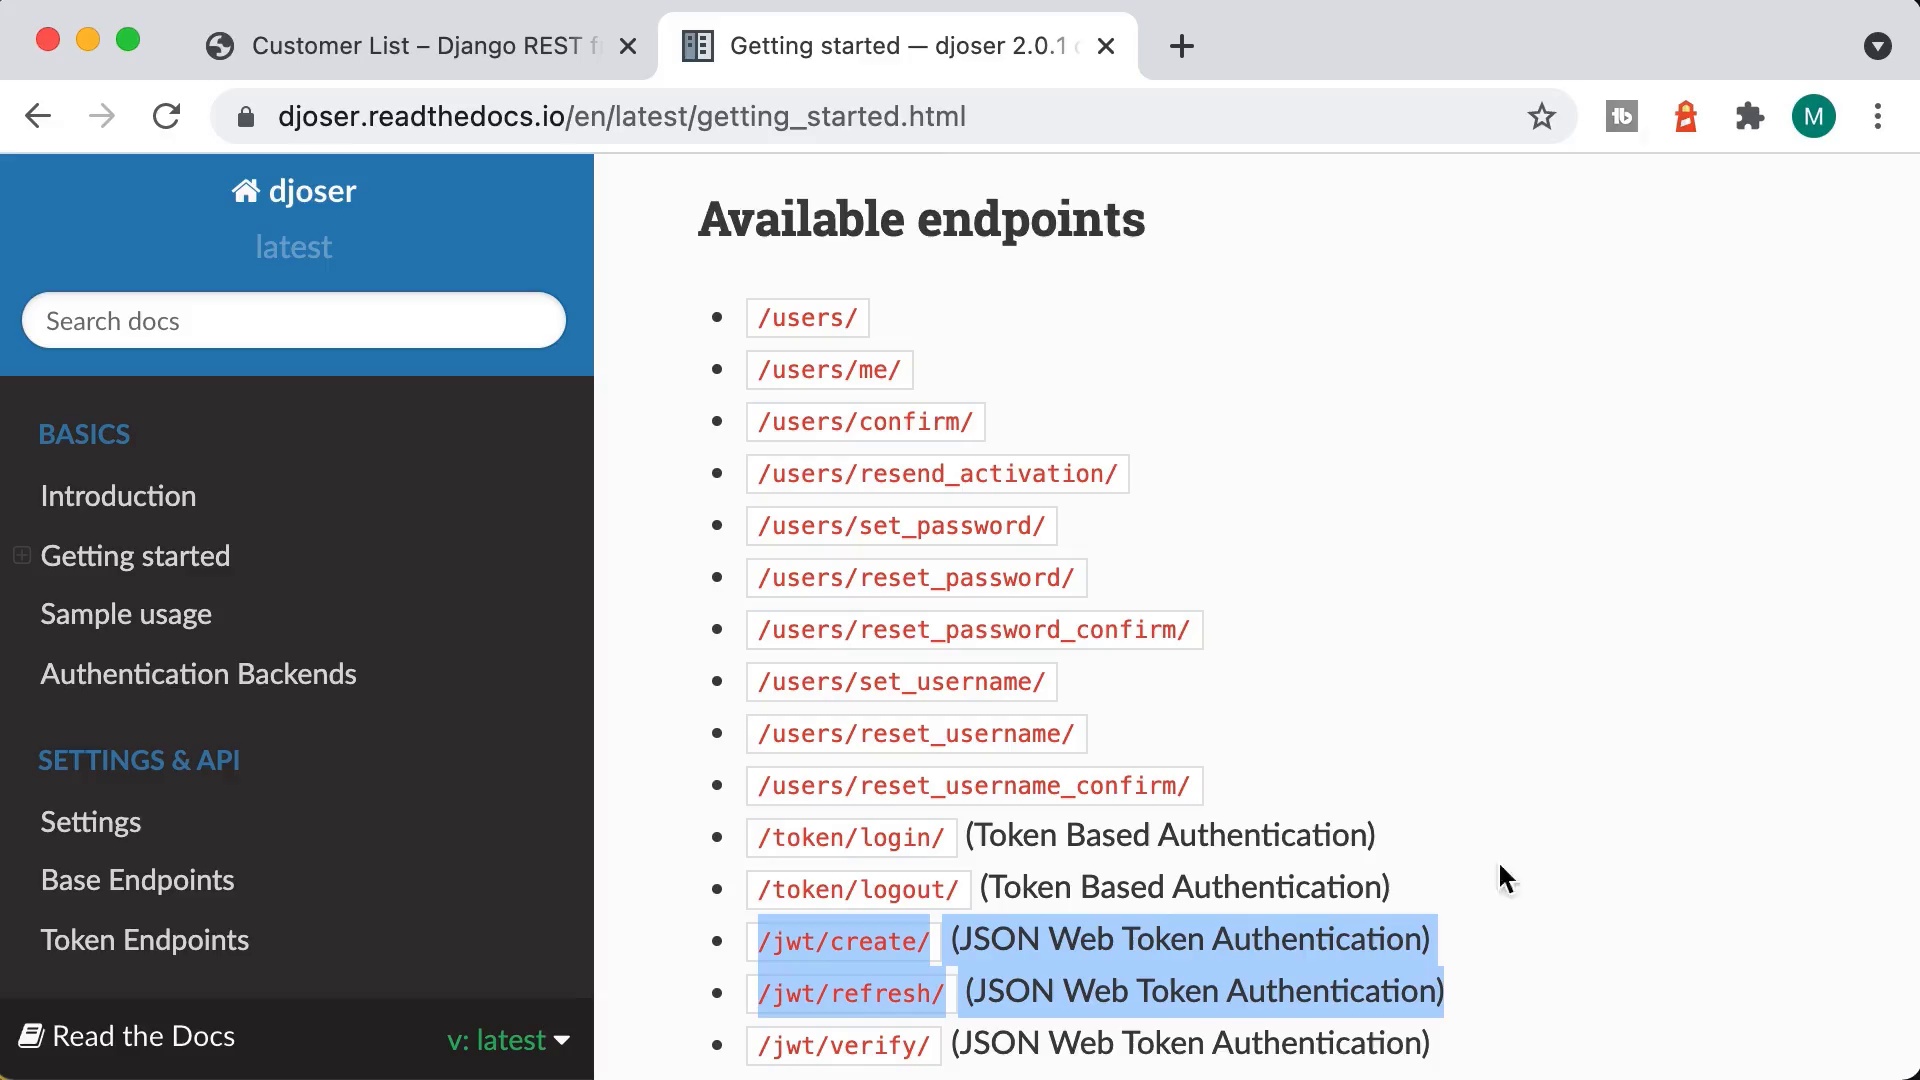 Customer List – Django REST f
Getting started — djoser 2.0.1
djoser.readthedocs.io/en/latest/getting_started.html
M
djoser
latest
Search docs
BASICS
Introduction
Getting started
Sample usage
Authentication Backends
SETTINGS & API
Settings
Base Endpoints
Token Endpoints
Read the Docs
v: latest
Available endpoints
/users/
/users/me/
/users/confirm/
/users/resend_activation/
/users/set_password/
/users/reset_password/
/users/reset_password_confirm/
/users/set_username/
/users/reset_username/
/users/reset_username_confirm/
/token/login/ (Token Based Authentication)
/token/logout/ (Token Based Authentication)
/jwt/create/ (JSON Web Token Authentication)
/jwt/refresh/ (JSON Web Token Authentication)
/jwt/verify/ (JSON Web Token Authentication)